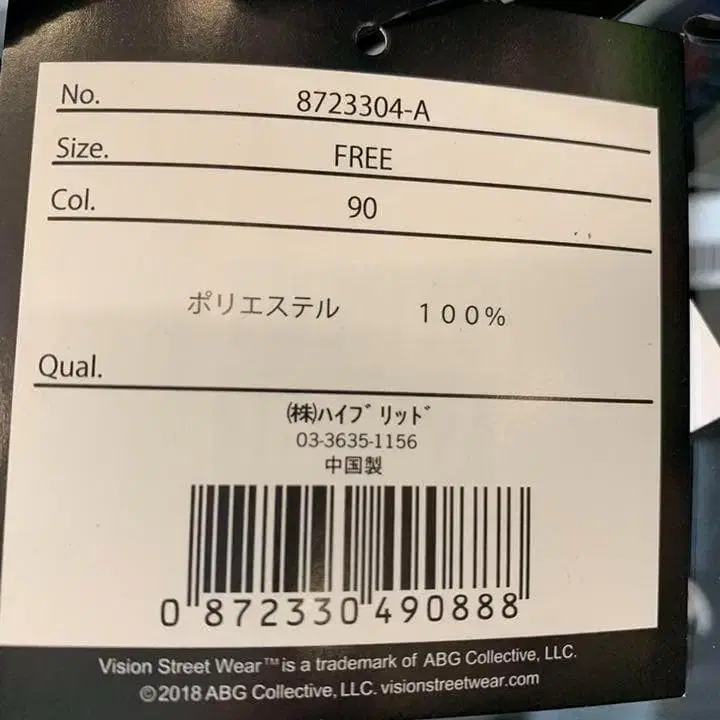 No. 8723304-A
Size. FREE
Col. 90
ポリエステル 100%
Qual.
㈱ハイブリッド
03-3635-1156
中国製
0 872330 490888
Vision Street Wear™ is a trademark of ABG Collective, LLC.
©2018 ABG Collective, LLC. visionstreetwear.com